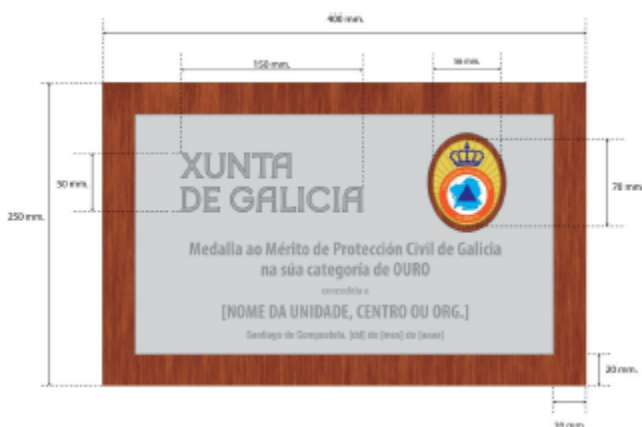 400 mm.
150 mm.
50 mm.
78 mm.
250 mm.
XUNTA
DE GALICIA
Medalla ao Mérito de Protección Civil de Galicia
na súa categoria de OURO
concedida a
[NOME DA UNIDADE, CENTRO OU ORG.]
Santiago de Compostela, [dd] de [mes] de [aaaa]
20 mm.